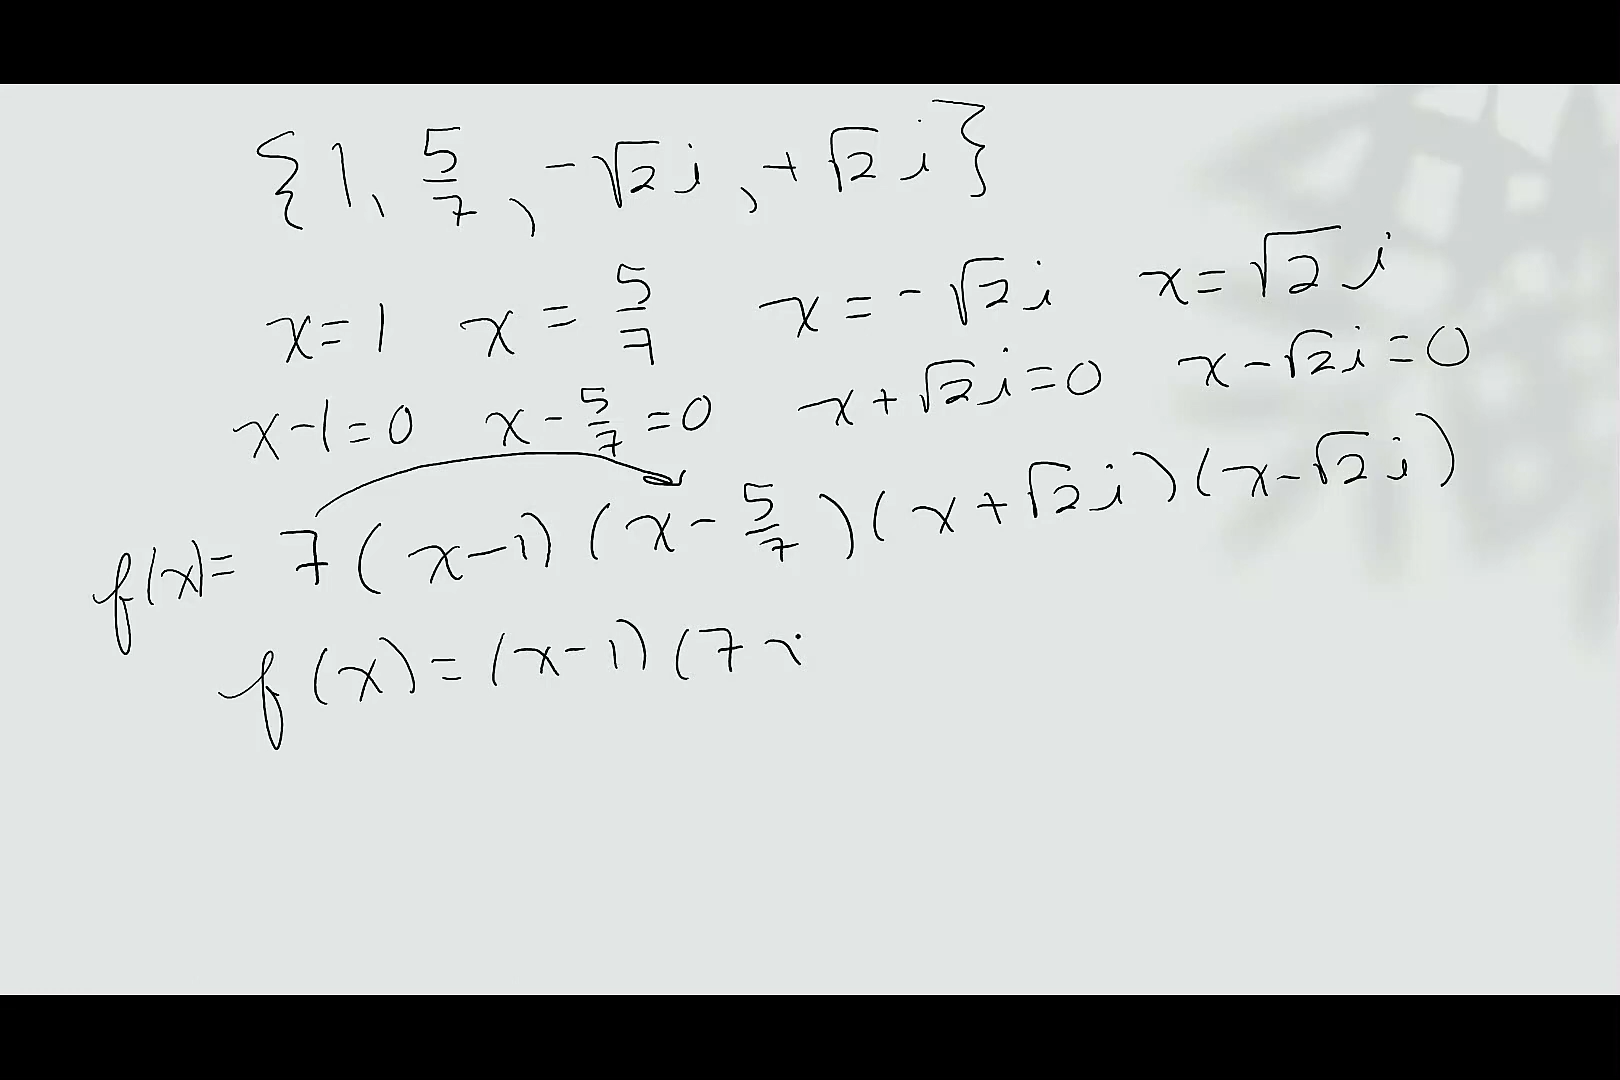 {1, 5/7, -√2 i, +√2 i}
x=1 x = 5/7 x = -√2 i x = √2 i
x-1=0 x - 5/7 = 0 x+√2 i=0 x-√2 i=0
f(x)= 7(x-1)(x - 5/7)(x+√2 i)(x-√2 i)
f(x)=(x-1)(7